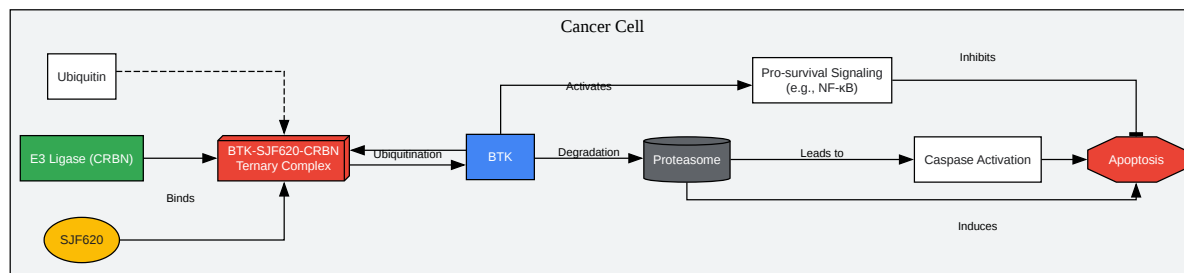 Cancer Cell
Ubiquitin
Pro-survival Signaling
(e.g., NF-κB)
Inhibits
Activates
E3 Ligase (CRBN)
BTK-SJF620-CRBN
Ternary Complex
Ubiquitination
BTK
Degradation
Proteasome
Leads to
Caspase Activation
Apoptosis
Binds
SJF620
Induces